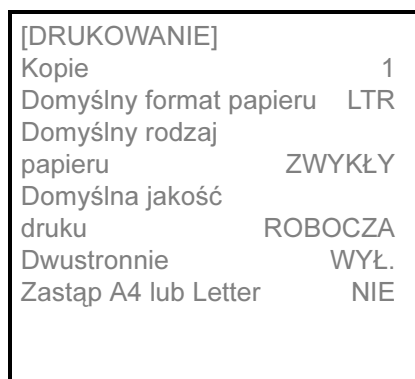 [DRUKOWANIE]
Kopie 1
Domyślny format papieru LTR
Domyślny rodzaj
papieru ZWYKŁY
Domyślna jakość
druku ROBOCZA
Dwustronnie WYŁ.
Zastąp A4 lub Letter NIE